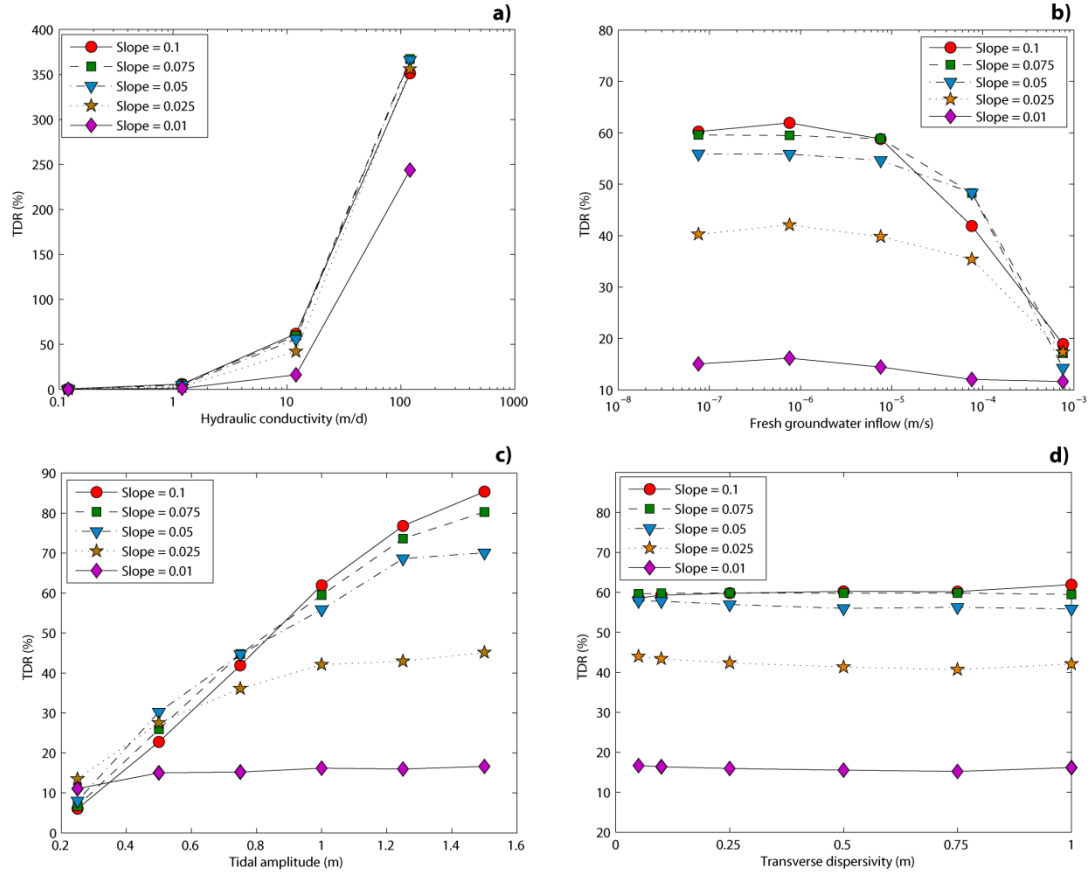 a)
400
350
300
250
200
150
100
50
0
TDR (%)
Slope = 0.1
Slope = 0.075
Slope = 0.05
Slope = 0.025
Slope = 0.01
0.1
1
10
100
1000
Hydraulic conductivity (m/d)
b)
80
70
60
50
40
30
20
10
TDR (%)
Slope = 0.1
Slope = 0.075
Slope = 0.05
Slope = 0.025
Slope = 0.01
10⁻⁸
10⁻⁷
10⁻⁶
10⁻⁵
10⁻⁴
10⁻³
Fresh groundwater inflow (m/s)
c)
90
80
70
60
50
40
30
20
10
0
TDR (%)
Slope = 0.1
Slope = 0.075
Slope = 0.05
Slope = 0.025
Slope = 0.01
0.2
0.4
0.6
0.8
1.0
1.2
1.4
1.6
Tidal amplitude (m)
d)
80
70
60
50
40
30
20
10
20
TDR (%)
Slope = 0.1
Slope = 0.075
Slope = 0.05
Slope = 0.025
Slope = 0.01
0
0.25
0.5
0.75
1
Transverse dispersivity (m)